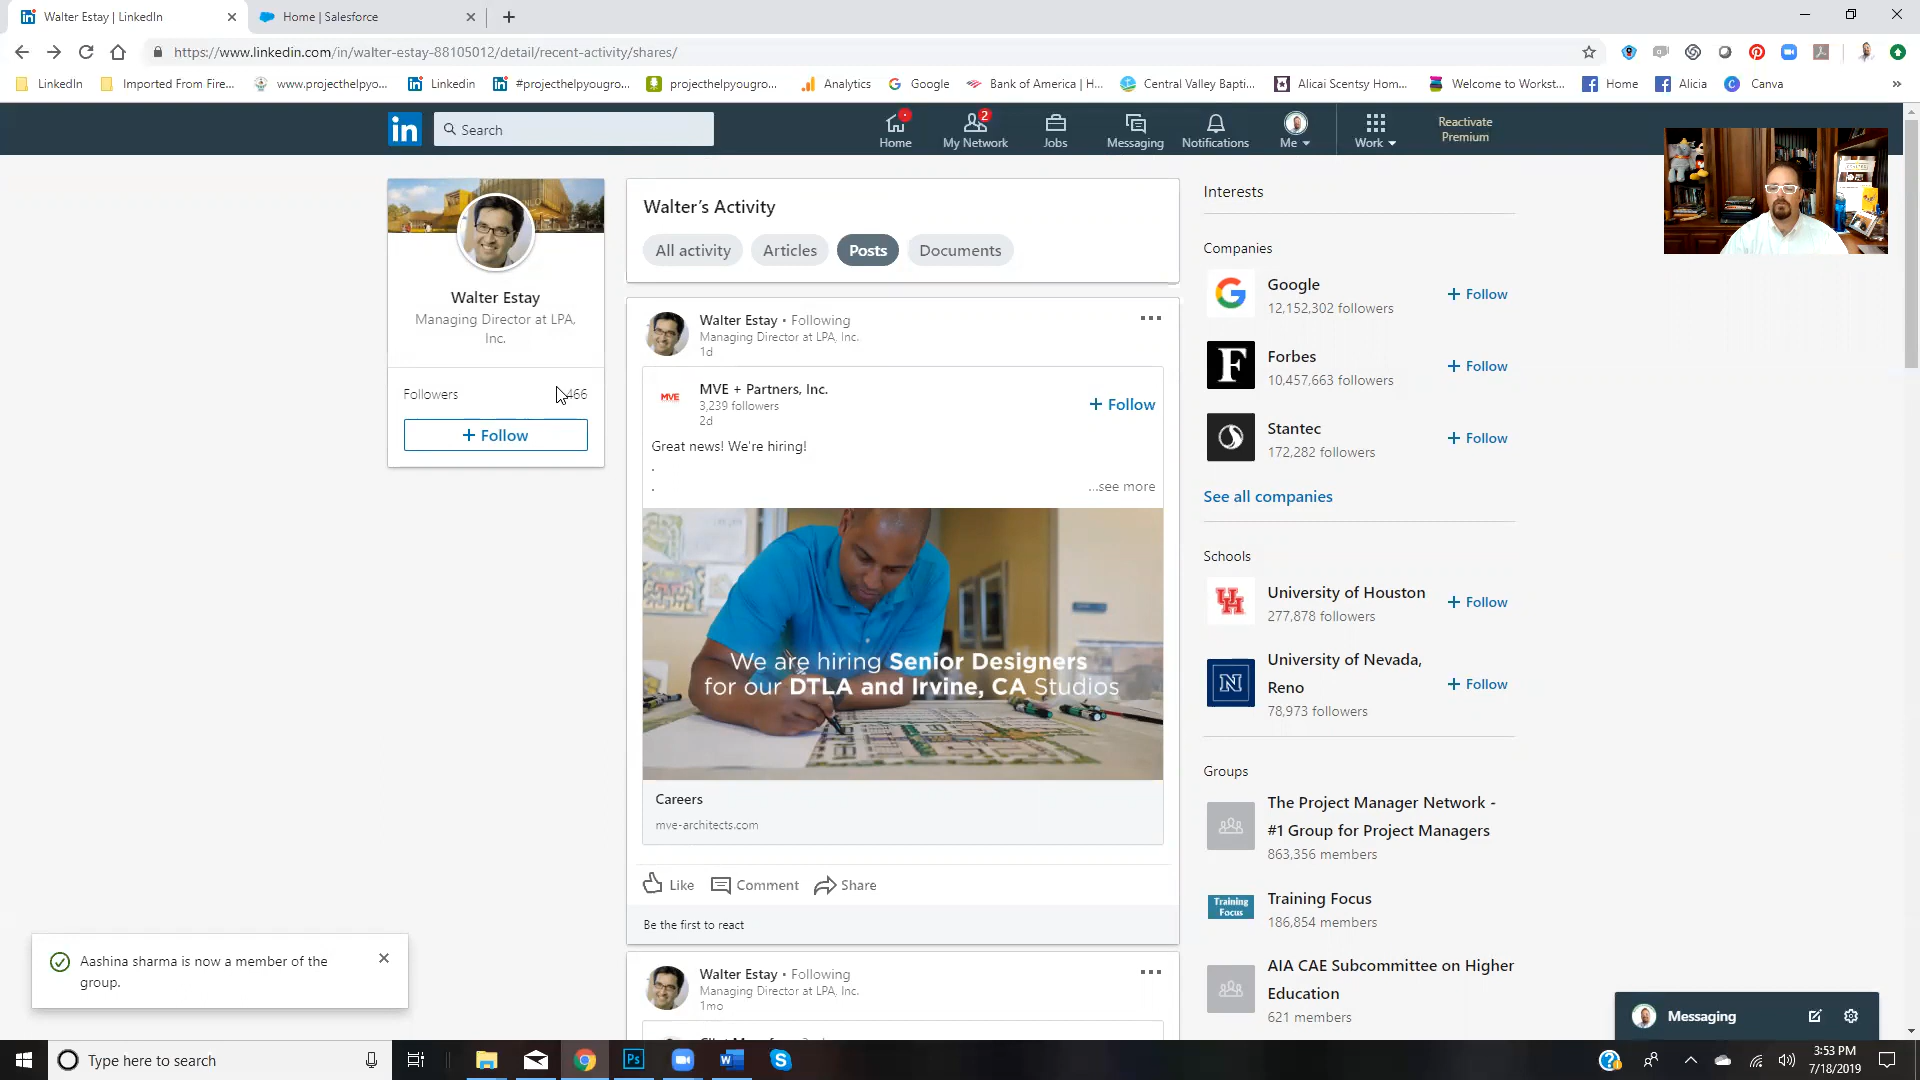 Walter Estay | LinkedIn
Home | Salesforce
https://www.linkedin.com/in/walter-estay-88105012/detail/recent-activity/shares/
LinkedIn
Imported From Fire...
www.projecthelpyo...
Linkedin
#projecthelpyougro...
projecthelpyougro...
Analytics
Google
Bank of America | H...
Central Valley Bapti...
Alicai Scentsy Hom...
Welcome to Workst...
Home
Alicia
Canva
»
in
Search
Home
2
My Network
Jobs
Messaging
Notifications
Me
Work
Reactivate
Premium
Walter Estay
Managing Director at LPA,
Inc.
Followers
466
+ Follow
Walter's Activity
All activity
Articles
Posts
Documents
Walter Estay • Following
Managing Director at LPA, Inc.
1d
MVE
MVE + Partners, Inc.
3,239 followers
2d
+ Follow
Great news! We're hiring!
.
.
...see more
We are hiring Senior Designers
for our DTLA and Irvine, CA Studios
Careers
mve-architects.com
Like
Comment
Share
Be the first to react
Walter Estay • Following
Managing Director at LPA, Inc.
1mo
Interests
Companies
Google
12,152,302 followers
+ Follow
Forbes
10,457,663 followers
+ Follow
Stantec
172,282 followers
+ Follow
See all companies
Schools
University of Houston
277,878 followers
+ Follow
University of Nevada,
Reno
78,973 followers
+ Follow
Groups
The Project Manager Network -
#1 Group for Project Managers
863,356 members
Training
Focus
Training Focus
186,854 members
AIA CAE Subcommittee on Higher
Education
621 members
Aashina sharma is now a member of the
group.
Messaging
Type here to search
Ps
3:53 PM
7/18/2019